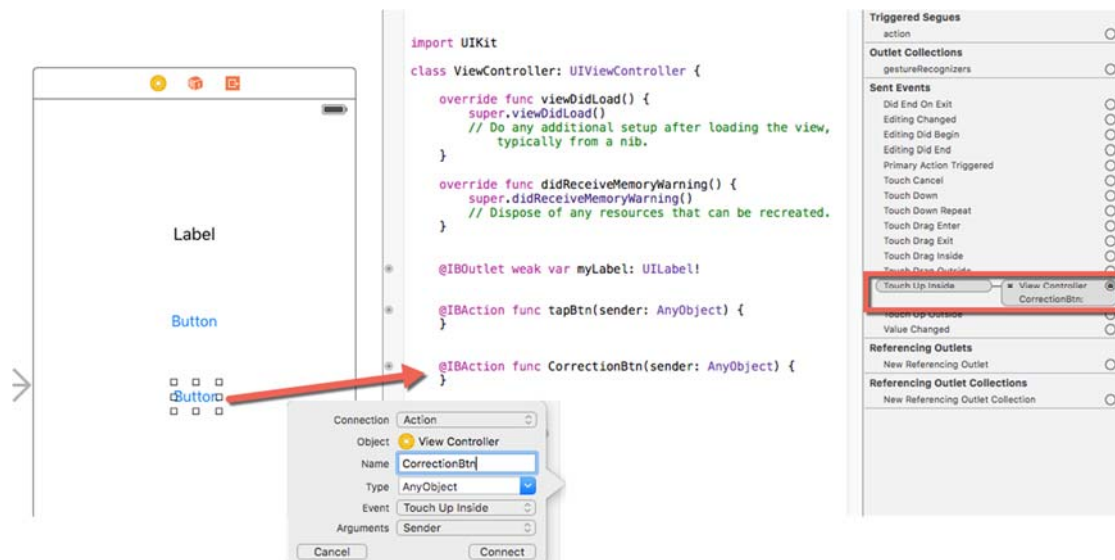 Label
Button
Button
import UIKit
class ViewController: UIViewController {
override func viewDidLoad() {
super.viewDidLoad()
// Do any additional setup after loading the view,
typically from a nib.
}
override func didReceiveMemoryWarning() {
super.didReceiveMemoryWarning()
// Dispose of any resources that can be recreated.
}
@IBOutlet weak var myLabel: UILabel!
@IBAction func tapBtn(sender: AnyObject) {
}
@IBAction func CorrectionBtn(sender: AnyObject) {
}
Connection Action
Object View Controller
Name CorrectionBtn
Type AnyObject
Event Touch Up Inside
Arguments Sender
Cancel Connect
Triggered Segues
action
Outlet Collections
gestureRecognizers
Sent Events
Did End On Exit
Editing Changed
Editing Did Begin
Editing Did End
Primary Action Triggered
Touch Cancel
Touch Down
Touch Down Repeat
Touch Drag Enter
Touch Drag Exit
Touch Drag Inside
Touch Drag Outside
Touch Up Inside View Controller
CorrectionBtn:
Touch Up Outside
Value Changed
Referencing Outlets
New Referencing Outlet
Referencing Outlet Collections
New Referencing Outlet Collection